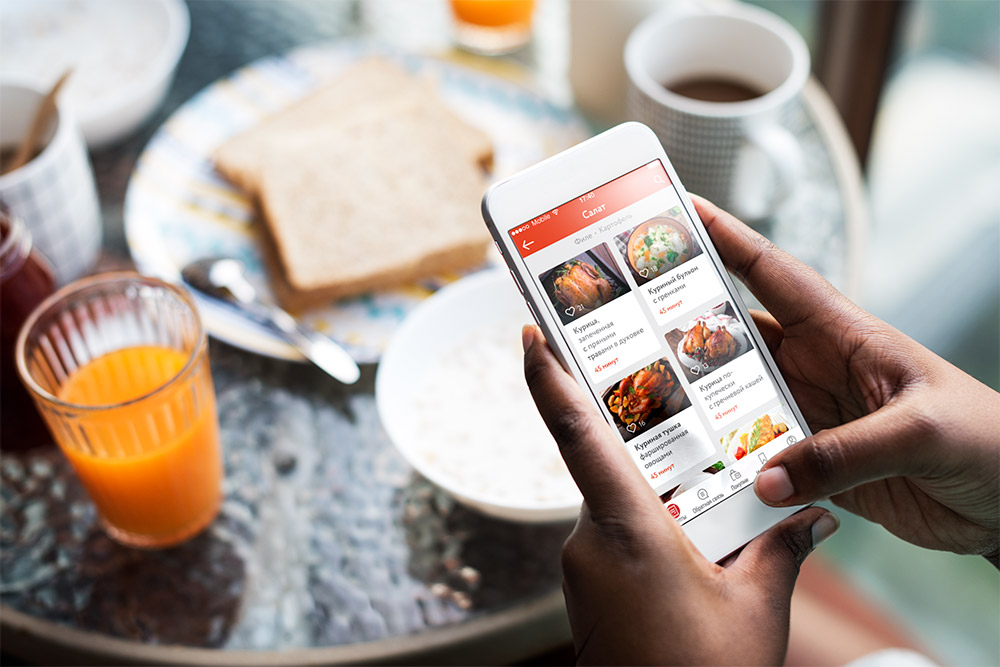 Mobile 17:40
Салат
Филе - Картофель
21
Курица,
запеченная
с пряными
травами в духовке
45 минут
Куриный бульон
с гренками
45 минут
3
Курица по-
купечески
с гречневой кашей
45 минут
16
Куриная тушка
фаршированная
овощами
45 минут
Обратная связь
Покупки